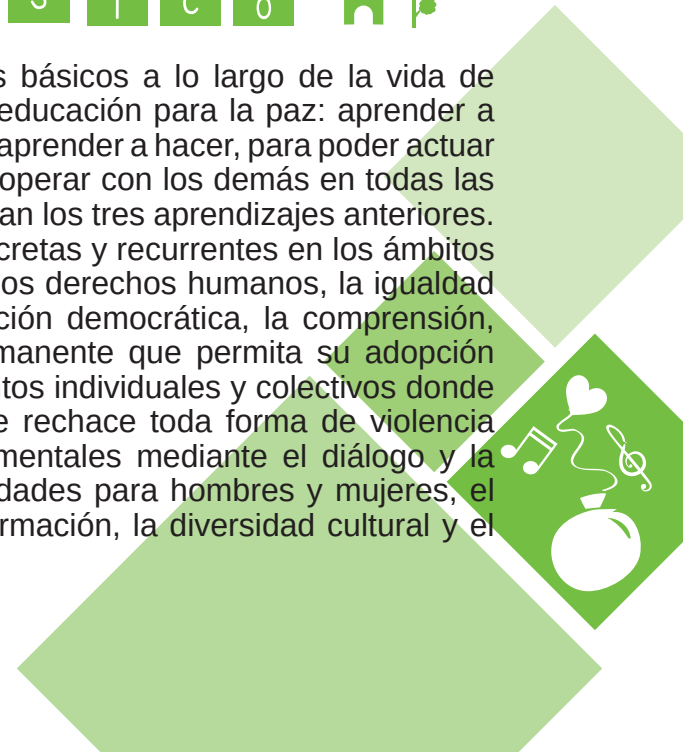 S I C O
s básicos a lo largo de la vida de
educación para la paz: aprender a
aprender a hacer, para poder actuar
operar con los demás en todas las
an los tres aprendizajes anteriores.
cretas y recurrentes en los ámbitos
os derechos humanos, la igualdad
ción democrática, la comprensión,
manente que permita su adopción
tos individuales y colectivos donde
e rechace toda forma de violencia
mentales mediante el diálogo y la
dades para hombres y mujeres, el
rmación, la diversidad cultural y el